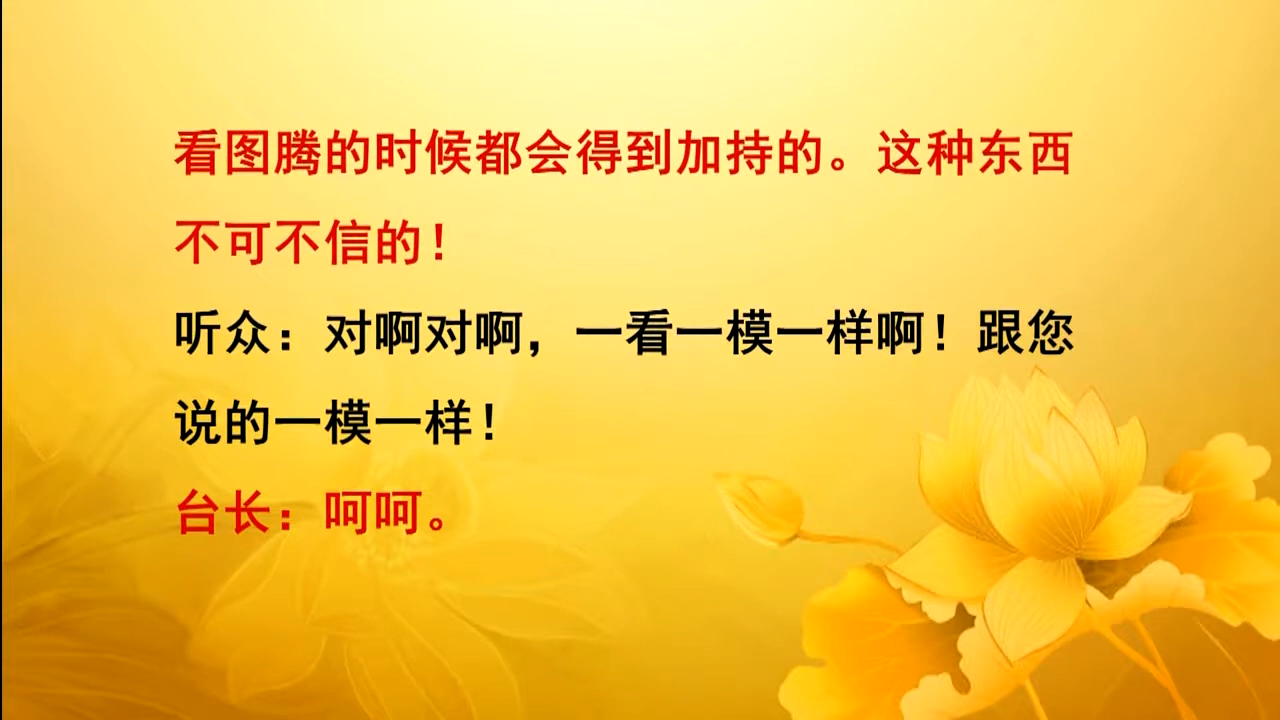 看图腾的时候都会得到加持的。这种东西
不可不信的！
听众：对啊对啊，一看一模一样啊！跟您
说的一模一样！
台长：呵呵。